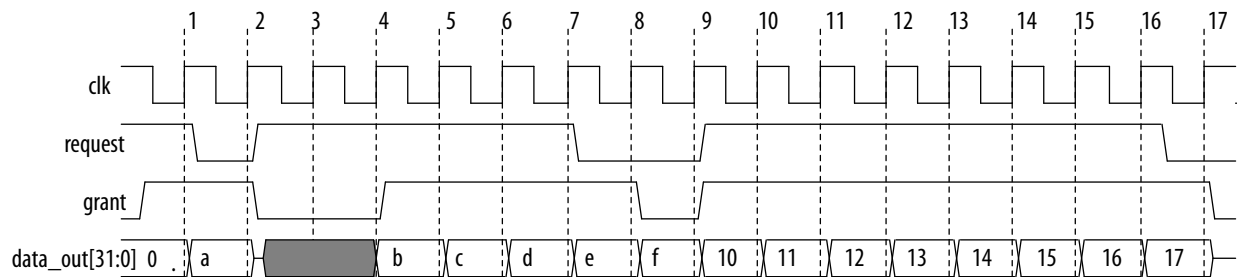 1 2 3 4 5 6 7 8 9 10 11 12 13 14 15 16 17
clk
request
grant
data_out[31:0] 0 . a b c d e f 10 11 12 13 14 15 16 17